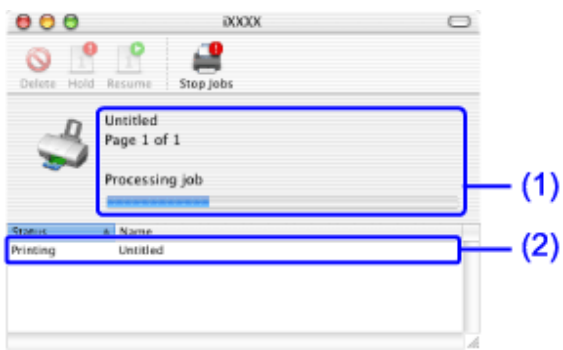 iXXXX
Delete Hold Resume Stop Jobs
Untitled
Page 1 of 1
Processing job
(1)
Status Name
Printing Untitled
(2)